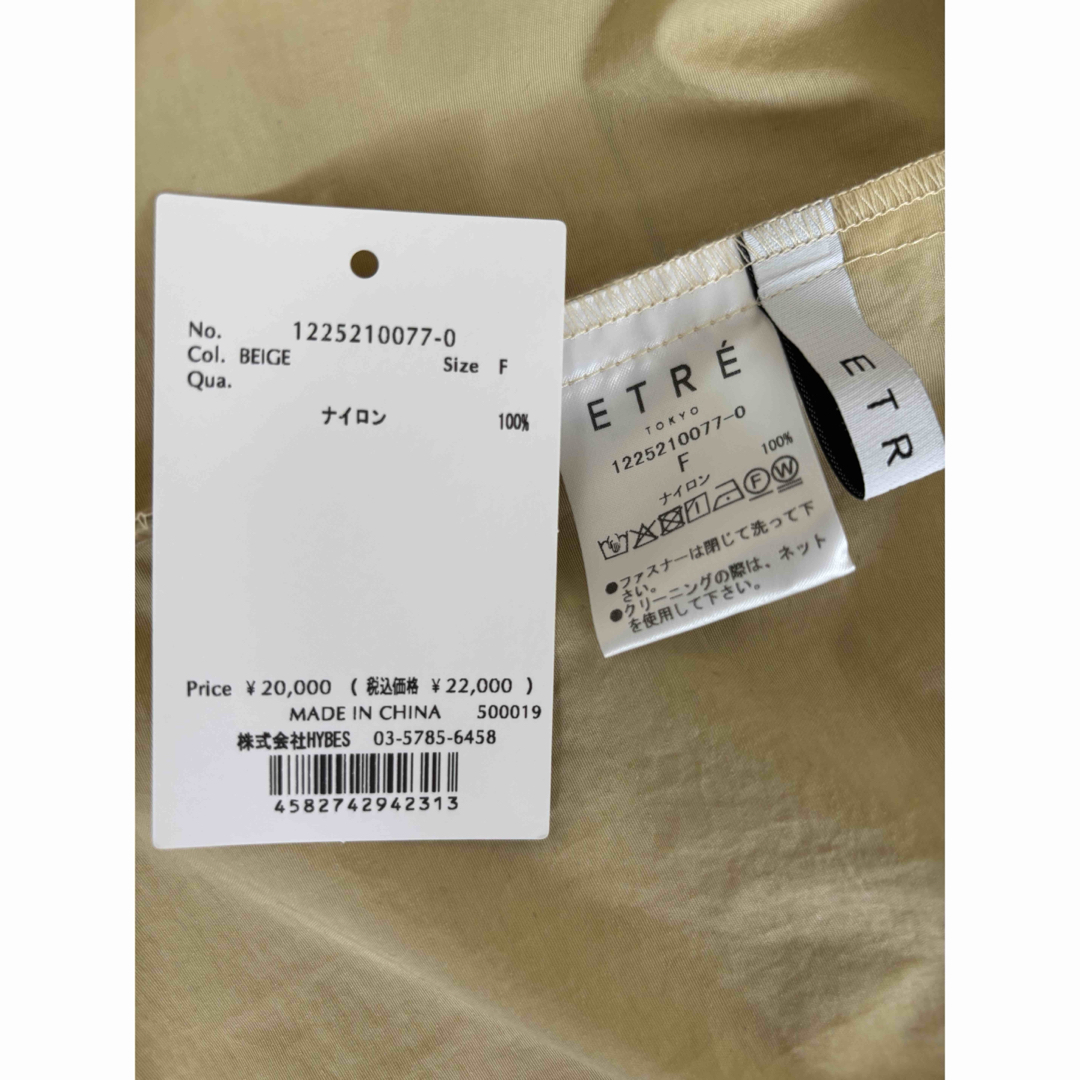 No. 1225210077-0
Col. BEIGE Size F
Qua.
ナイロン 100%
Price ¥20,000 ( 税込価格 ¥22,000 )
MADE IN CHINA 500019
株式会社HYBES 03-5785-6458
4582742942313
ETRÉ
TOKYO
1225210077-0
F
ナイロン 100%
F W
●ファスナーは閉じて洗って下
さい。
●クリーニングの際は、ネット
を使用して下さい。
ETR